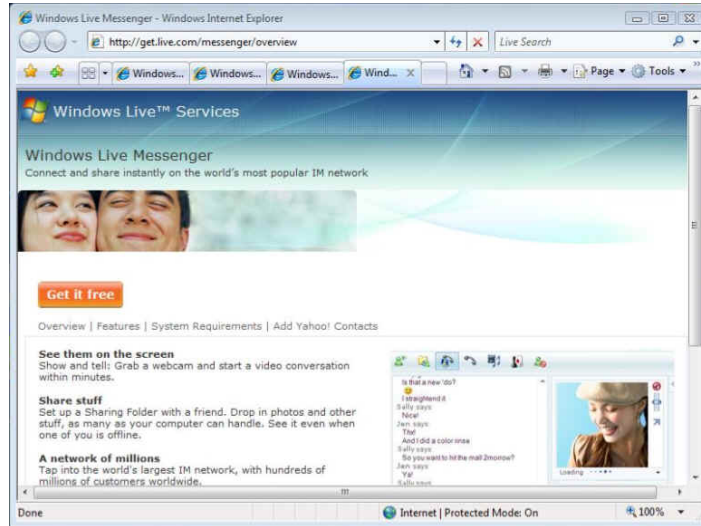 Windows Live Messenger - Windows Internet Explorer
http://get.live.com/messenger/overview
Live Search
Windows... Windows... Windows... Wind... Page Tools
Windows Live™ Services
Windows Live Messenger
Connect and share instantly on the world's most popular IM network
Get it free
Overview | Features | System Requirements | Add Yahoo! Contacts
See them on the screen
Show and tell: Grab a webcam and start a video conversation
within minutes.
Share stuff
Set up a Sharing Folder with a friend. Drop in photos and other
stuff, as many as your computer can handle. See it even when
one of you is offline.
A network of millions
Tap into the world's largest IM network, with hundreds of
millions of customers worldwide.
Is that a new 'do?
I straightend it
Sally says
Nice!
Jen says
Thx!
And I did a color rinse
Sally says
So you want to hit the mall 2morrow?
Jen says
Ya!
Sally says
Loading
Done
Internet | Protected Mode: On
100%